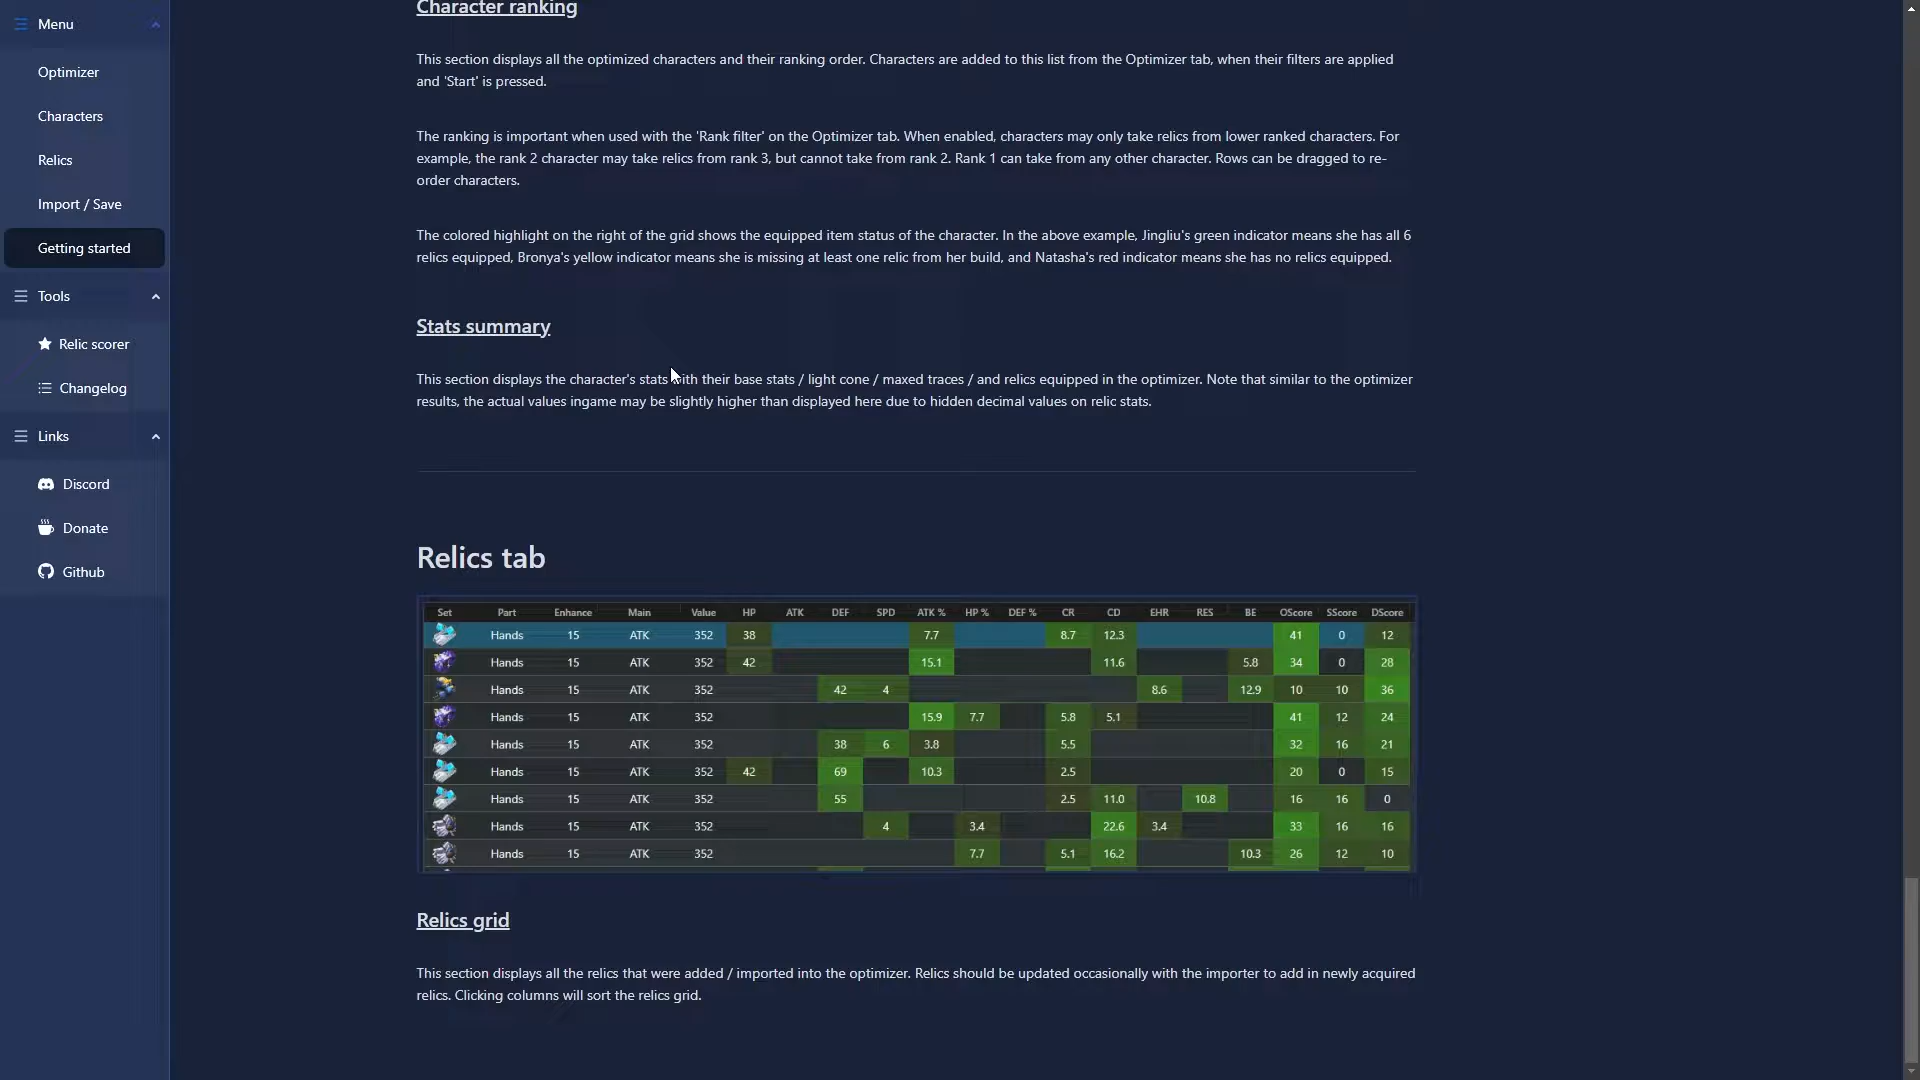 Menu
Optimizer
Characters
Relics
Import / Save
Getting started
Tools
Relic scorer
Changelog
Links
Discord
Donate
Github
Character ranking
This section displays all the optimized characters and their ranking order. Characters are added to this list from the Optimizer tab, when their filters are applied
and 'Start' is pressed.
The ranking is important when used with the 'Rank filter' on the Optimizer tab. When enabled, characters may only take relics from lower ranked characters. For
example, the rank 2 character may take relics from rank 3, but cannot take from rank 2. Rank 1 can take from any other character. Rows can be dragged to re-
order characters.
The colored highlight on the right of the grid shows the equipped item status of the character. In the above example, Jingliu's green indicator means she has all 6
relics equipped, Bronya's yellow indicator means she is missing at least one relic from her build, and Natasha's red indicator means she has no relics equipped.
Stats summary
This section displays the character's stats with their base stats / light cone / maxed traces / and relics equipped in the optimizer. Note that similar to the optimizer
results, the actual values ingame may be slightly higher than displayed here due to hidden decimal values on relic stats.
Relics tab
Set Part Enhance Main Value HP ATK DEF SPD ATK % HP % DEF % CR CD EHR RES BE OScore SScore DScore
Hands 15 ATK 352 38 7.7 8.7 12.3 41 0 12
Hands 15 ATK 352 42 15.1 11.6 5.8 34 0 28
Hands 15 ATK 352 42 4 8.6 12.9 10 10 36
Hands 15 ATK 352 15.9 7.7 5.8 5.1 41 12 24
Hands 15 ATK 352 38 6 3.8 5.5 32 16 21
Hands 15 ATK 352 42 69 10.3 2.5 20 0 15
Hands 15 ATK 352 55 2.5 11.0 10.8 16 16 0
Hands 15 ATK 352 4 3.4 22.6 3.4 33 16 16
Hands 15 ATK 352 7.7 5.1 16.2 10.3 26 12 10
Relics grid
This section displays all the relics that were added / imported into the optimizer. Relics should be updated occasionally with the importer to add in newly acquired
relics. Clicking columns will sort the relics grid.